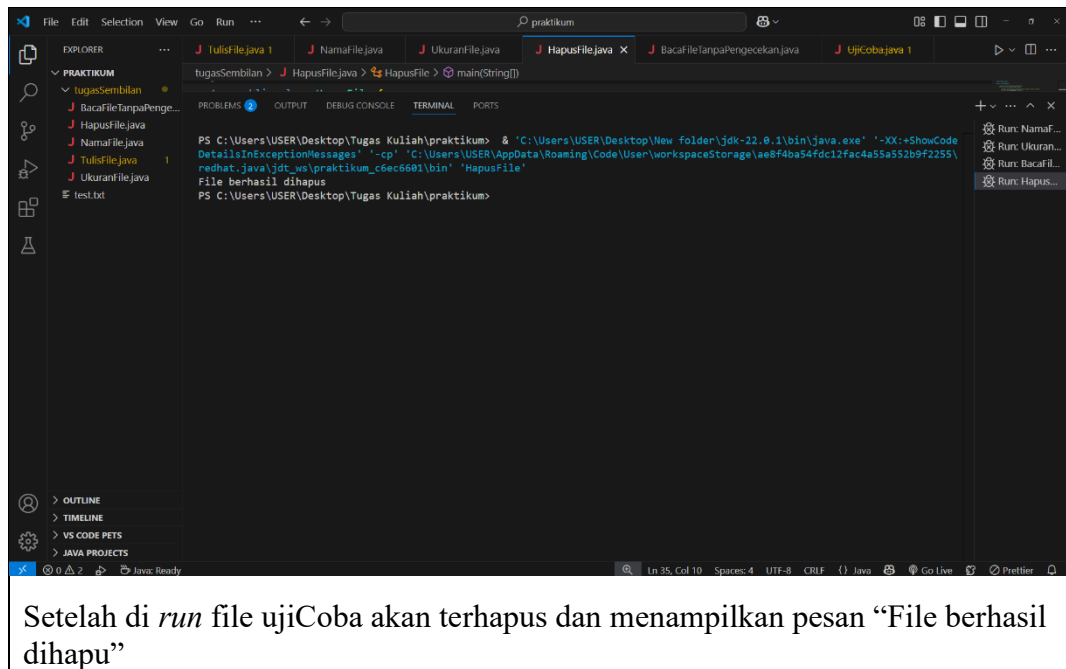 File Edit Selection View Go Run ··· praktikum
EXPLORER ···
TulisFile.java 1 NamaFile.java UkuranFile.java HapusFile.java BacaFileTanpaPengecekan.java UjiCoba.java 1
PRAKTIKUM
tugasSembilan > HapusFile.java > HapusFile > main(String[])
tugasSembilan
BacaFileTanpaPenge...
HapusFile.java
NamaFile.java
TulisFile.java 1
UkuranFile.java
test.txt
PROBLEMS 2 OUTPUT DEBUG CONSOLE TERMINAL PORTS
PS C:\Users\USER\Desktop\Tugas Kuliah\praktikum> & 'C:\Users\USER\Desktop\New folder\jdk-22.0.1\bin\java.exe' '-XX:+ShowCode
DetailsInExceptionMessages' '-cp' 'C:\Users\USER\AppData\Roaming\Code\User\workspaceStorage\ae8f4ba54fdc12fac4a55a552b9f2255\
redhat.java\jdt_ws\praktikum_c6ec6601\bin' 'HapusFile'
File berhasil dihapus
PS C:\Users\USER\Desktop\Tugas Kuliah\praktikum>
Run: NamaF...
Run: Ukuran...
Run: BacaFil...
Run: Hapus...
OUTLINE
TIMELINE
VS CODE PETS
JAVA PROJECTS
0 2 Java: Ready Ln 35, Col 10 Spaces: 4 UTF-8 CRLF {} Java Go Live Prettier
Setelah di run file ujiCoba akan terhapus dan menampilkan pesan “File berhasil
dihapu”